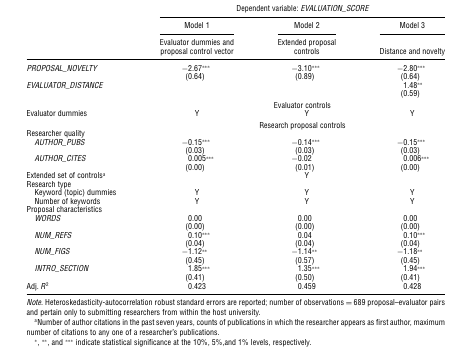 Dependent variable: EVALUATION_SCORE
Model 1 Model 2 Model 3
Evaluator dummies and proposal control vector Extended proposal controls Distance and novelty
PROPOSAL_NOVELTY −2.67*** −3.10*** −2.80***
(0.64) (0.89) (0.64)
EVALUATOR_DISTANCE 1.48**
(0.59)
Evaluator controls
Evaluator dummies Y Y Y
Research proposal controls
Researcher quality
AUTHOR_PUBS −0.15*** −0.14*** −0.15***
(0.03) (0.03) (0.03)
AUTHOR_CITES 0.005*** −0.02 0.006***
(0.00) (0.01) (0.00)
Extended set of controlsa Y
Research type
Keyword (topic) dummies Y Y Y
Number of keywords Y Y Y
Proposal characteristics
WORDS 0.00 0.00 0.00
(0.00) (0.00) (0.00)
NUM_REFS 0.10*** 0.04 0.10***
(0.04) (0.04) (0.04)
NUM_FIGS −1.12** −1.14** −1.18**
(0.45) (0.57) (0.45)
INTRO_SECTION 1.85*** 1.35*** 1.94***
(0.41) (0.50) (0.41)
Adj. R2 0.423 0.459 0.428
Note. Heteroskedasticity-autocorrelation robust standard errors are reported; number of observations = 689 proposal–evaluator pairs
and pertain only to submitting researchers from within the host university.
aNumber of author citations in the past seven years, counts of publications in which the researcher appears as first author, maximum
number of citations to any one of a researcher's publications.
*, **, and *** indicate statistical significance at the 10%, 5%,and 1% levels, respectively.